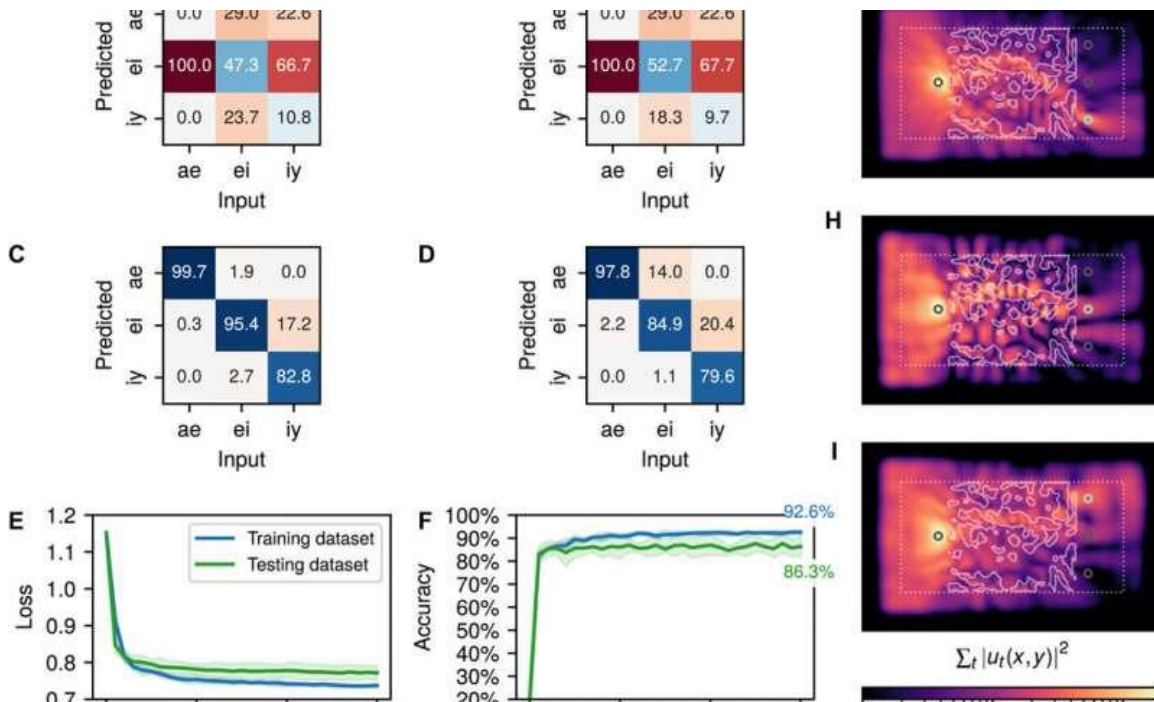 ae 0.0 29.0 22.6
Predicted
ei 100.0 47.3 66.7
iy 0.0 23.7 10.8
ae ei iy
Input
ae 0.0 29.0 22.6
Predicted
ei 100.0 52.7 67.7
iy 0.0 18.3 9.7
ae ei iy
Input
C
ae 99.7 1.9 0.0
Predicted
ei 0.3 95.4 17.2
iy 0.0 2.7 82.8
ae ei iy
Input
D
ae 97.8 14.0 0.0
Predicted
ei 2.2 84.9 20.4
iy 0.0 1.1 79.6
ae ei iy
Input
H
I
E
Loss
1.2
1.1
1.0
0.9
0.8
0.7
Training dataset
Testing dataset
F
Accuracy
100%
90%
80%
70%
60%
50%
40%
30%
20%
92.6%
86.3%
∑t |ut(x, y)|²